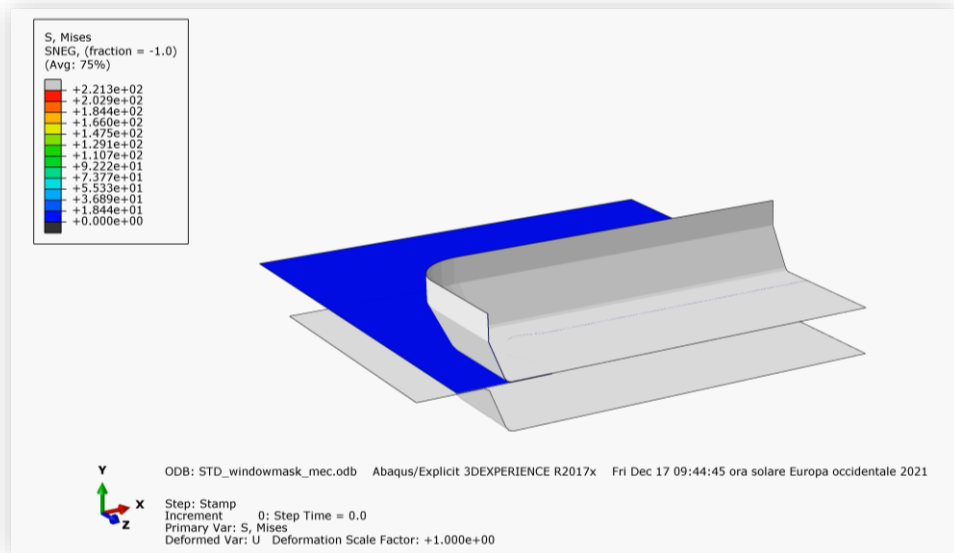 S, Mises
SNEG, (fraction = -1.0)
(Avg: 75%)
+2.213e+02
+2.029e+02
+1.844e+02
+1.660e+02
+1.475e+02
+1.291e+02
+1.107e+02
+9.222e+01
+7.377e+01
+5.533e+01
+3.689e+01
+1.844e+01
+0.000e+00
Y
X
Z
ODB: STD_windowmask_mec.odb Abaqus/Explicit 3DEXPERIENCE R2017x Fri Dec 17 09:44:45 ora solare Europa occidentale 2021
Step: Stamp
Increment 0: Step Time = 0.0
Primary Var: S, Mises
Deformed Var: U Deformation Scale Factor: +1.000e+00